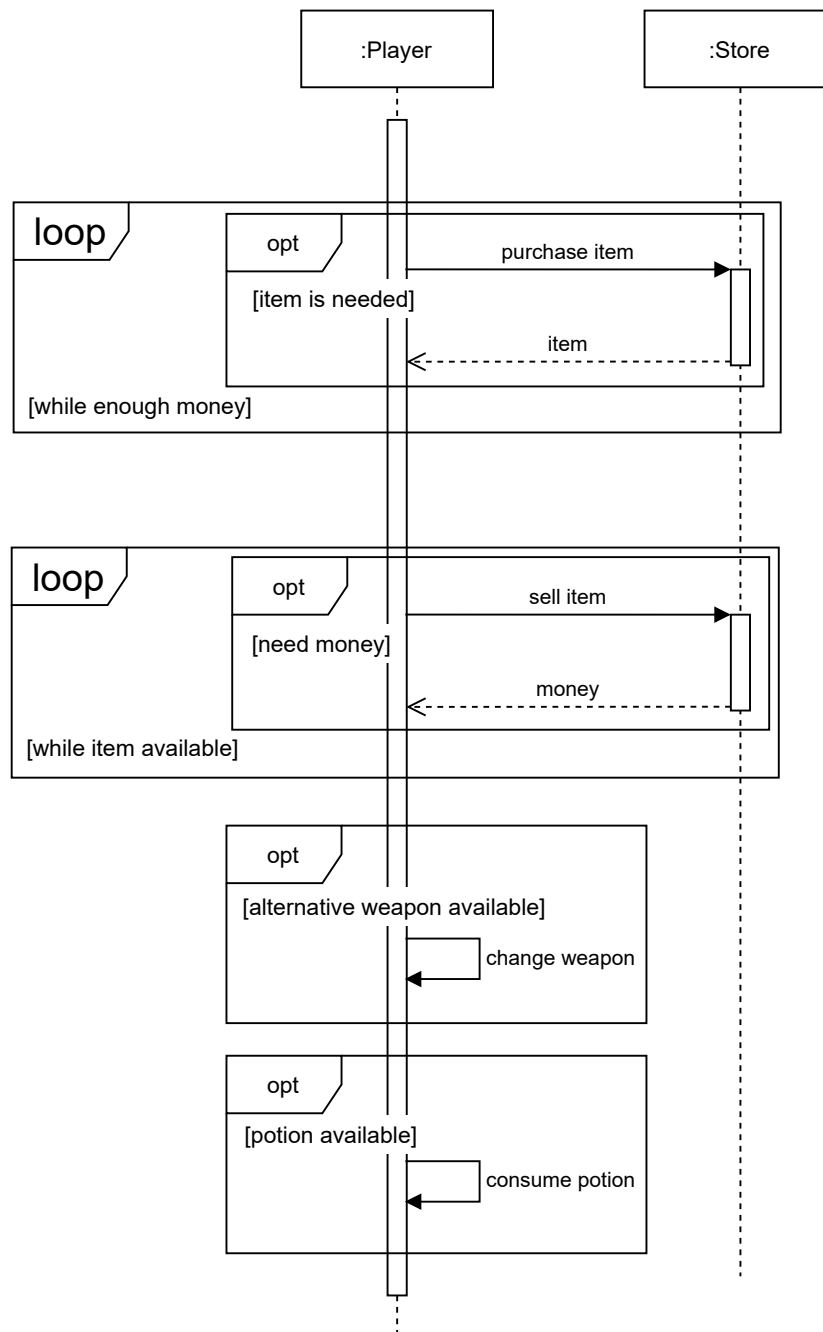 :Player
:Store
loop
opt
purchase item
[item is needed]
item
[while enough money]
loop
opt
sell item
[need money]
money
[while item available]
opt
[alternative weapon available]
change weapon
opt
[potion available]
consume potion